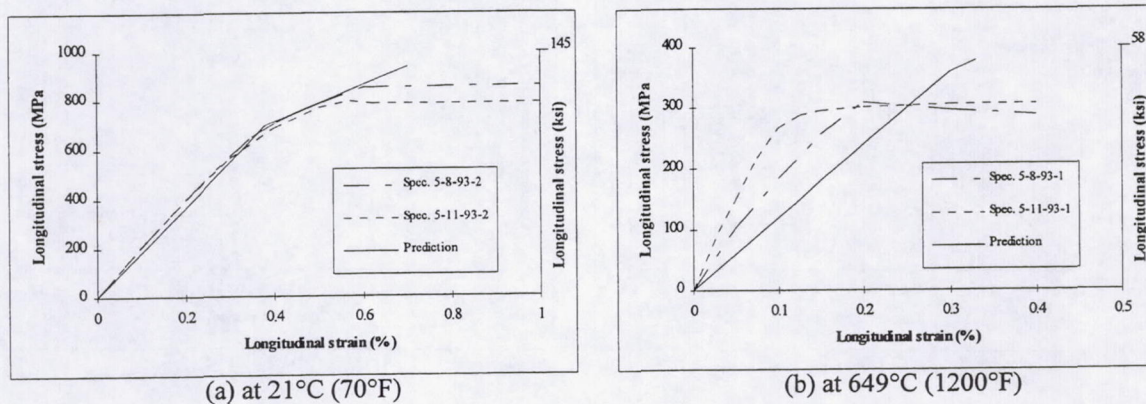 1000
800
600
400
200
0
Longitudinal stress (MPa)
0
0.2
0.4
0.6
0.8
1
Longitudinal strain (%)
145
Longitudinal stress (ksi)
Spec. 5-8-93-2
Spec. 5-11-93-2
Prediction
(a) at 21°C (70°F)
400
300
200
100
0
Longitudinal stress (MPa)
0
0.1
0.2
0.3
0.4
0.5
Longitudinal strain (%)
58
Longitudinal stress (ksi)
Spec. 5-8-93-1
Spec. 5-11-93-1
Prediction
(b) at 649°C (1200°F)